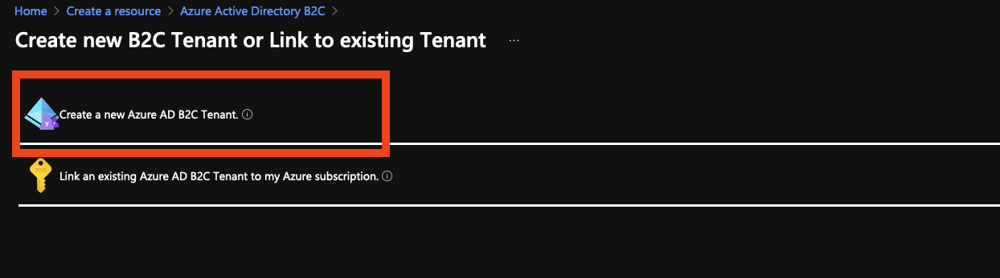 Home > Create a resource > Azure Active Directory B2C >
Create new B2C Tenant or Link to existing Tenant ...
Create a new Azure AD B2C Tenant.
Link an existing Azure AD B2C Tenant to my Azure subscription.